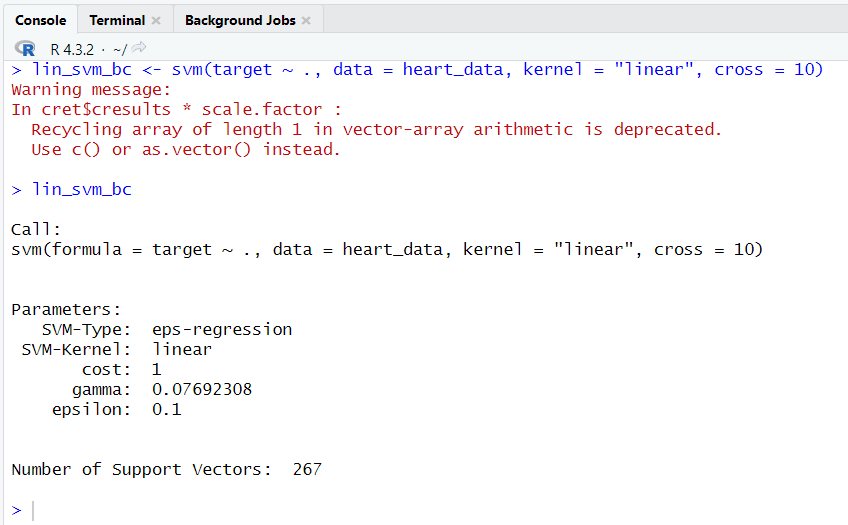 Console Terminal × Background Jobs ×
R R 4.3.2 · ~/
> lin_svm_bc <- svm(target ~ ., data = heart_data, kernel = "linear", cross = 10)
Warning message:
In cret$cresults * scale.factor :
  Recycling array of length 1 in vector-array arithmetic is deprecated.
  Use c() or as.vector() instead.
> lin_svm_bc
Call:
svm(formula = target ~ ., data = heart_data, kernel = "linear", cross = 10)
Parameters:
   SVM-Type:  eps-regression
 SVM-Kernel:  linear
       cost:  1
      gamma:  0.07692308
    epsilon:  0.1
Number of Support Vectors:  267
>